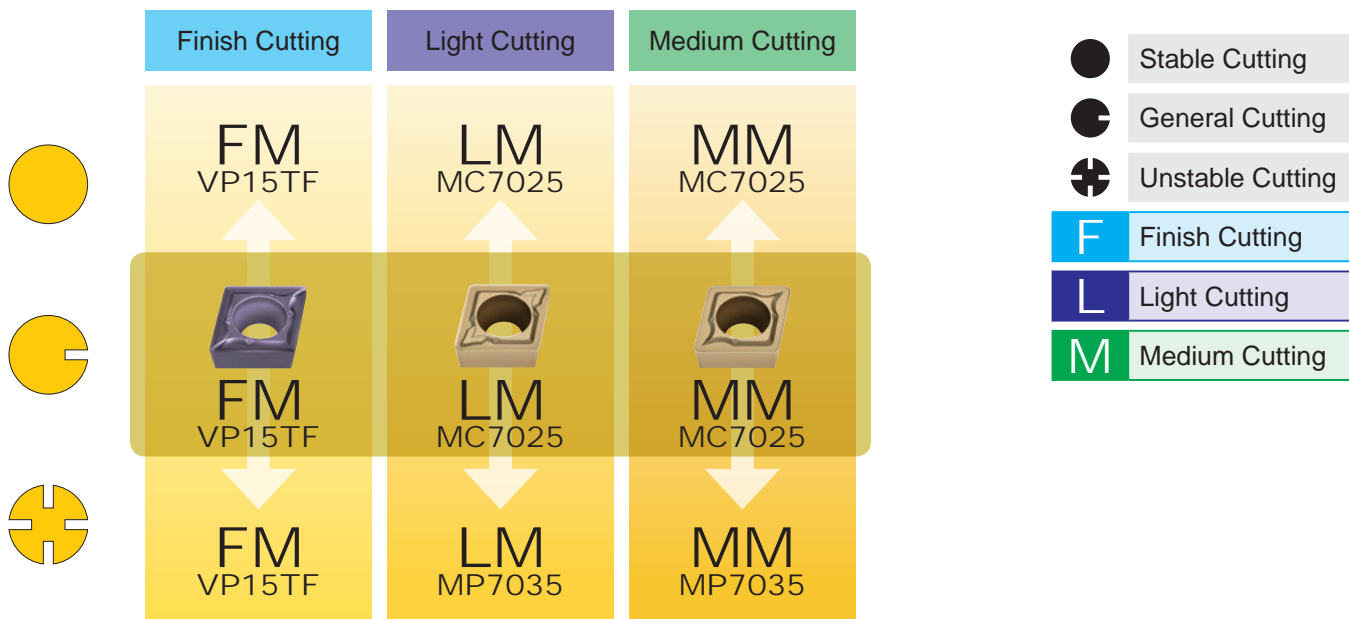 Finish Cutting
Light Cutting
Medium Cutting
FM
VP15TF
LM
MC7025
MM
MC7025
FM
VP15TF
LM
MC7025
MM
MC7025
FM
VP15TF
LM
MP7035
MM
MP7035
Stable Cutting
General Cutting
Unstable Cutting
F Finish Cutting
L Light Cutting
M Medium Cutting